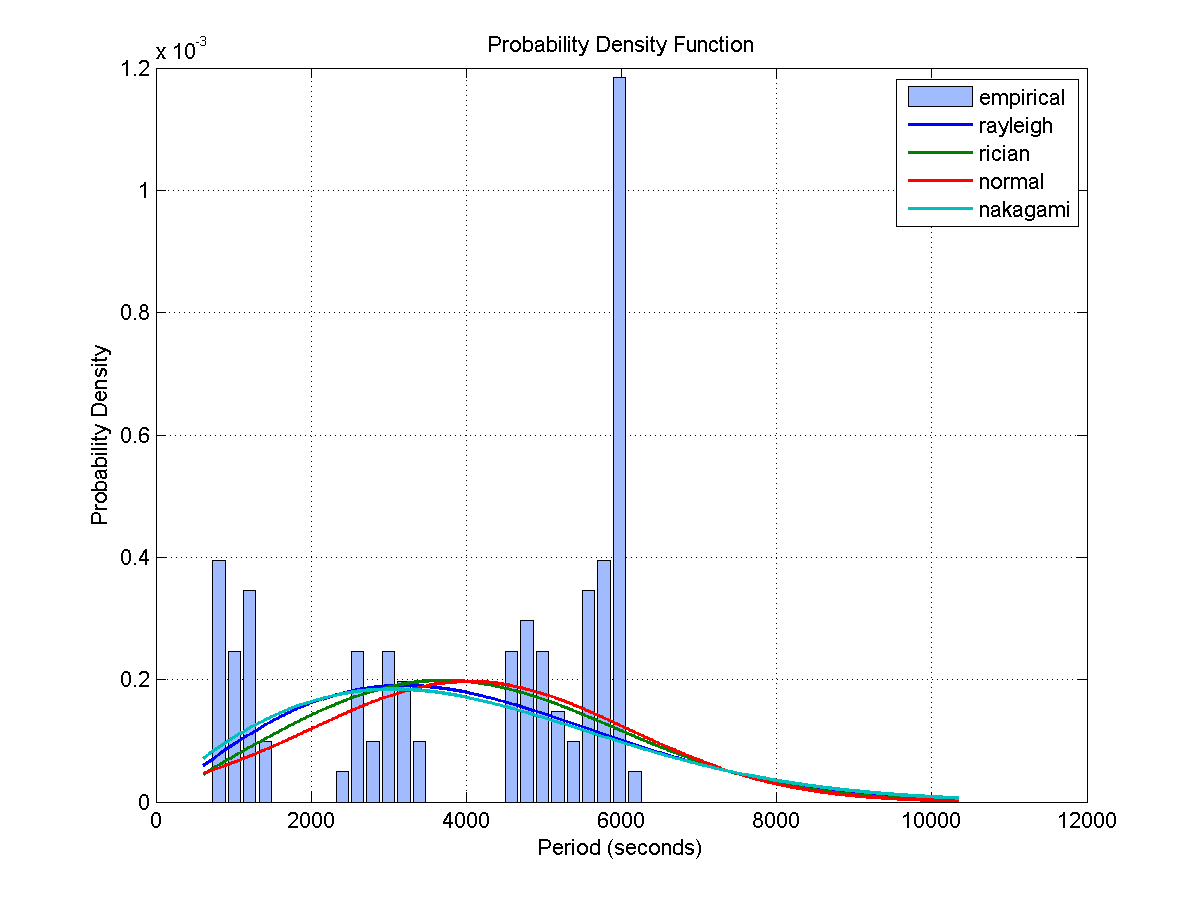 Probability Density Function
x 10-3
1.2
1
0.8
0.6
0.4
0.2
0
Probability Density
0 2000 4000 6000 8000 10000 12000
Period (seconds)
empirical
rayleigh
rician
normal
nakagami